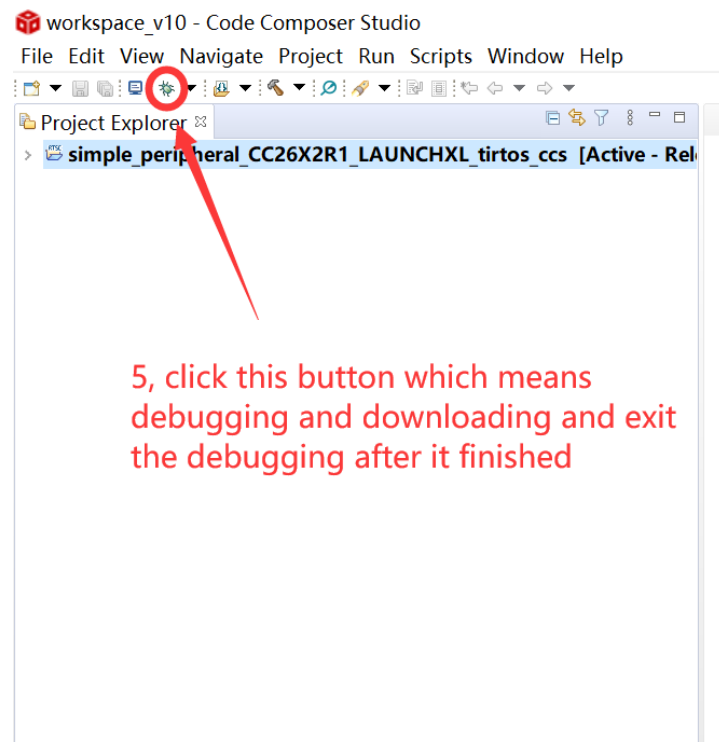 workspace_v10 - Code Composer Studio
File Edit View Navigate Project Run Scripts Window Help
Project Explorer
simple_peripheral_CC26X2R1_LAUNCHXL_tirtos_ccs [Active - Rel
5, click this button which means
debugging and downloading and exit
the debugging after it finished